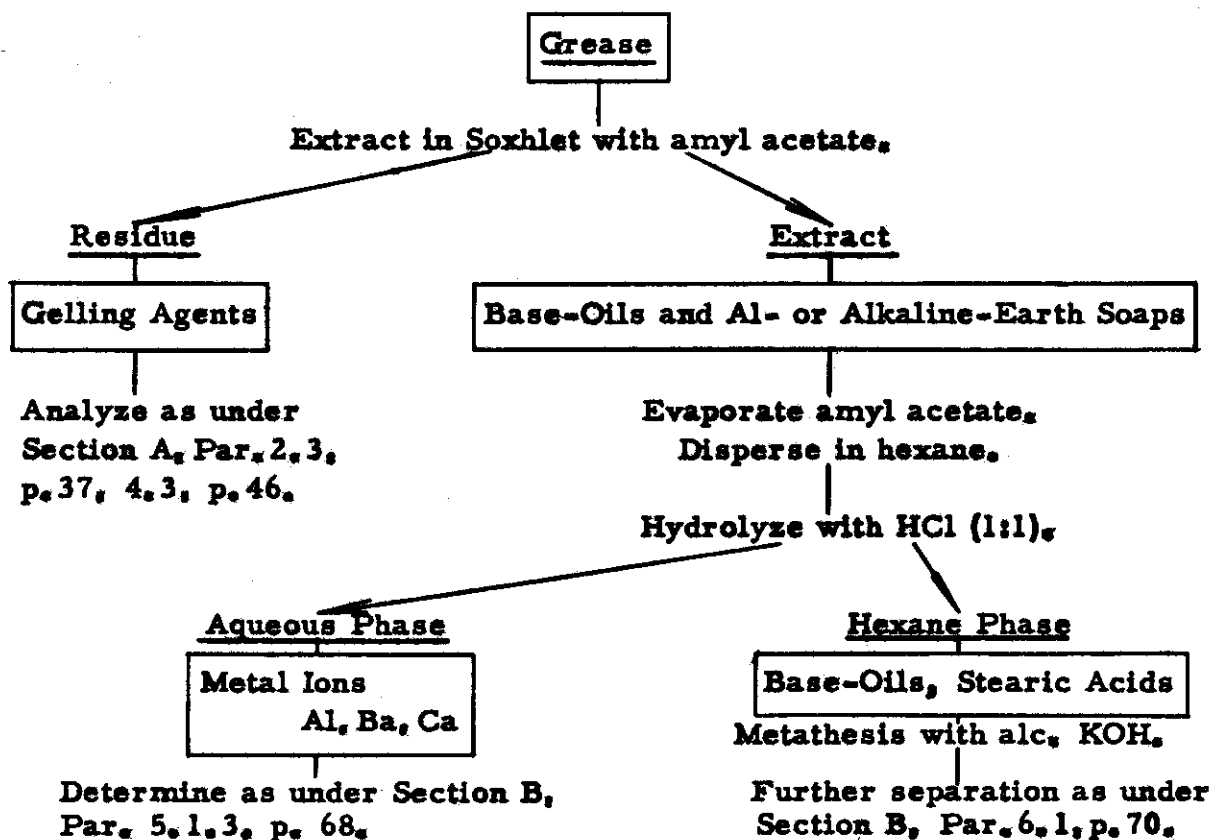 Grease
Extract in Soxhlet with amyl acetate.
Residue
Extract
Gelling Agents
Base-Oils and Al- or Alkaline-Earth Soaps
Analyze as under
Section A, Par. 2.3,
p.37, 4.3, p.46.
Evaporate amyl acetate.
Disperse in hexane.
Hydrolyze with HCl (1:1).
Aqueous Phase
Hexane Phase
Metal Ions
Al, Ba, Ca
Base-Oils, Stearic Acids
Metathesis with alc. KOH.
Determine as under Section B,
Par. 5.1.3, p. 68.
Further separation as under
Section B, Par. 6.1, p.70.